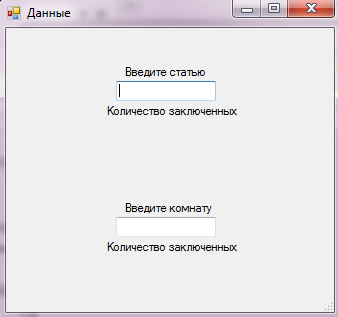 Данные
Введите статью
Количество заключенных
Введите комнату
Количество заключенных